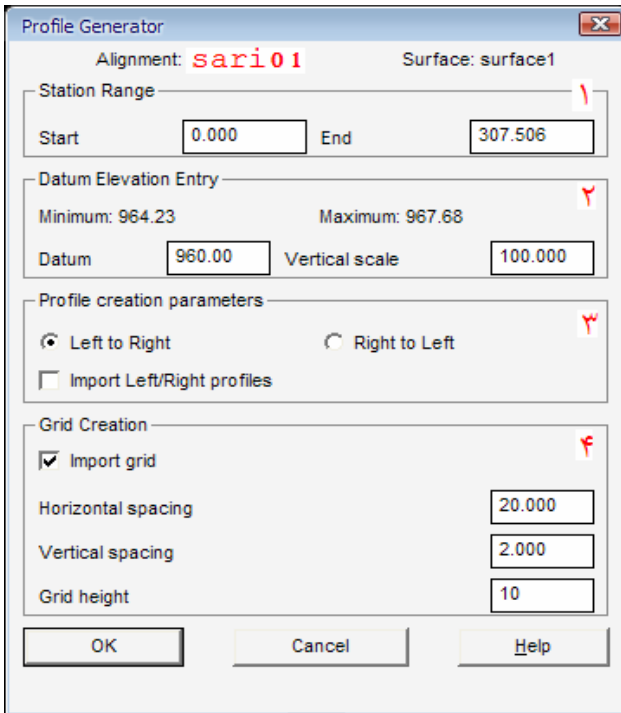 Profile Generator
Alignment: sari01 Surface: surface1
Station Range ۱
Start 0.000 End 307.506
Datum Elevation Entry ۲
Minimum: 964.23 Maximum: 967.68
Datum 960.00 Vertical scale 100.000
Profile creation parameters ۳
Left to Right Right to Left
Import Left/Right profiles
Grid Creation ۴
Import grid
Horizontal spacing 20.000
Vertical spacing 2.000
Grid height 10
OK Cancel Help